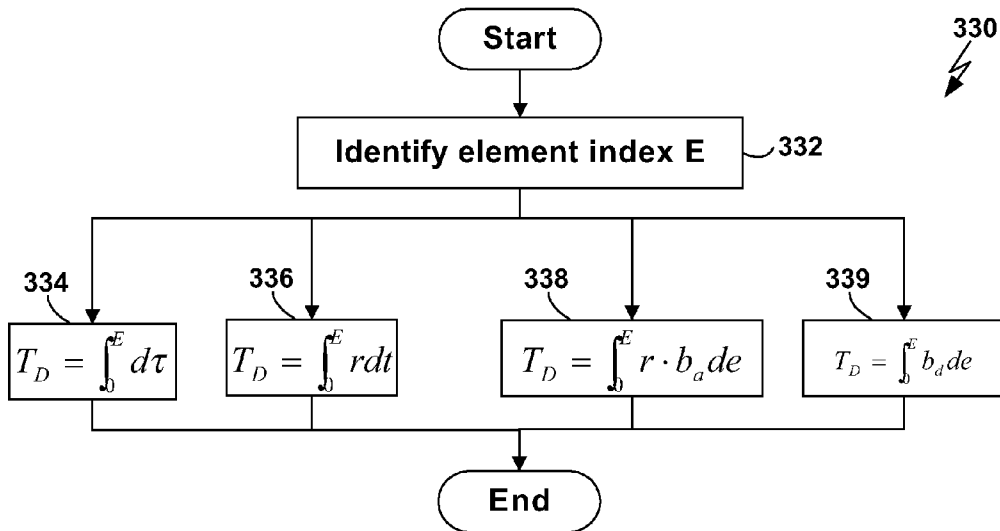 Start
330
Identify element index E
332
334
336
338
339
T_D = ∫_0^E dτ
T_D = ∫_0^E rdt
T_D = ∫_0^E r · b_a de
T_D = ∫_0^E b_d de
End